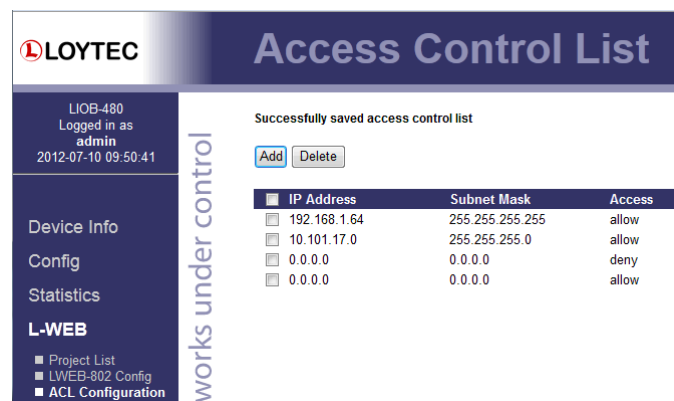 LOYTEC
Access Control List
LIOB-480
Logged in as
admin
2012-07-10 09:50:41
Device Info
Config
Statistics
L-WEB
Project List
LWEB-802 Config
ACL Configuration
works under control
Successfully saved access control list
Add Delete
IP Address Subnet Mask Access
192.168.1.64 255.255.255.255 allow
10.101.17.0 255.255.255.0 allow
0.0.0.0 0.0.0.0 deny
0.0.0.0 0.0.0.0 allow